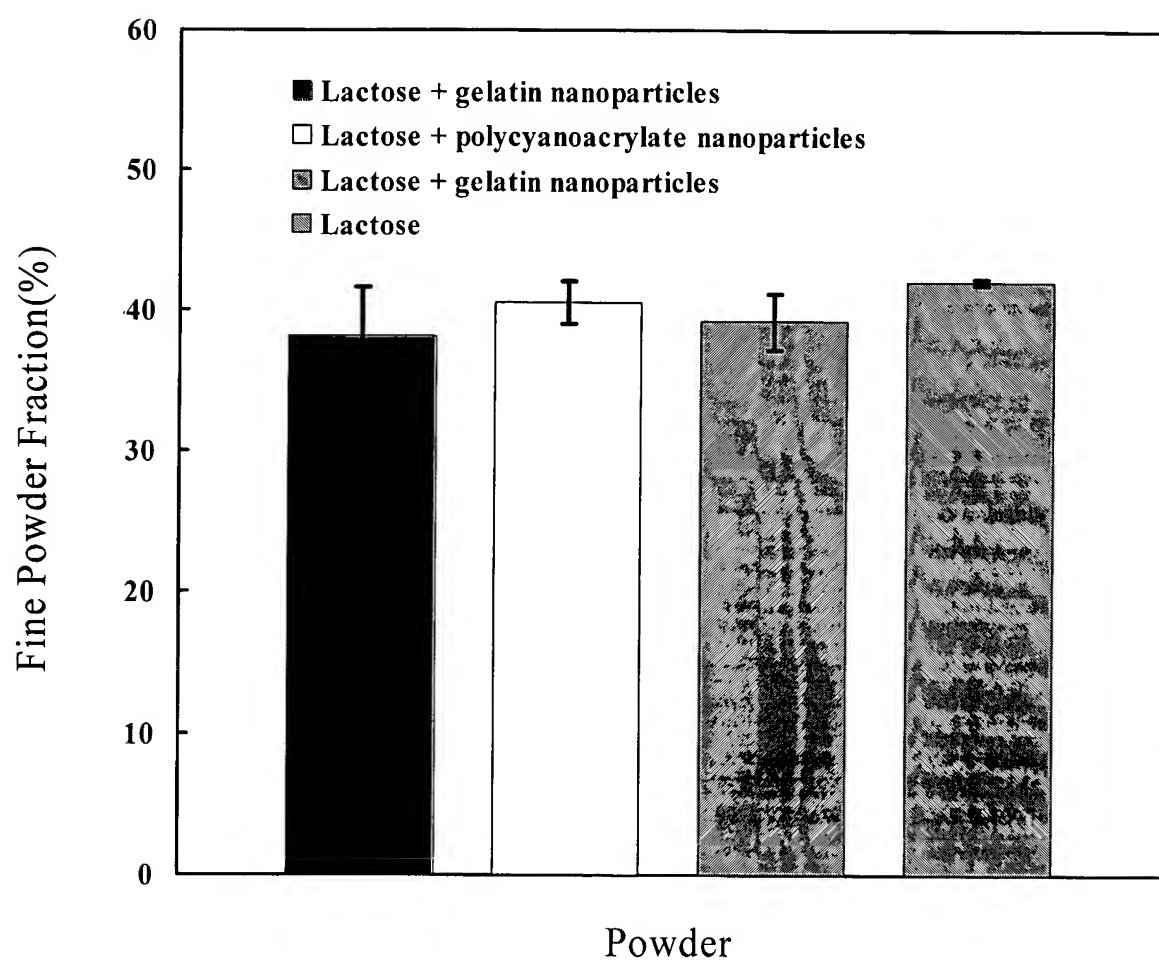 60
50
40
30
20
10
0
Fine Powder Fraction(%)
Lactose + gelatin nanoparticles
Lactose + polycyanoacrylate nanoparticles
Lactose + gelatin nanoparticles
Lactose
Powder